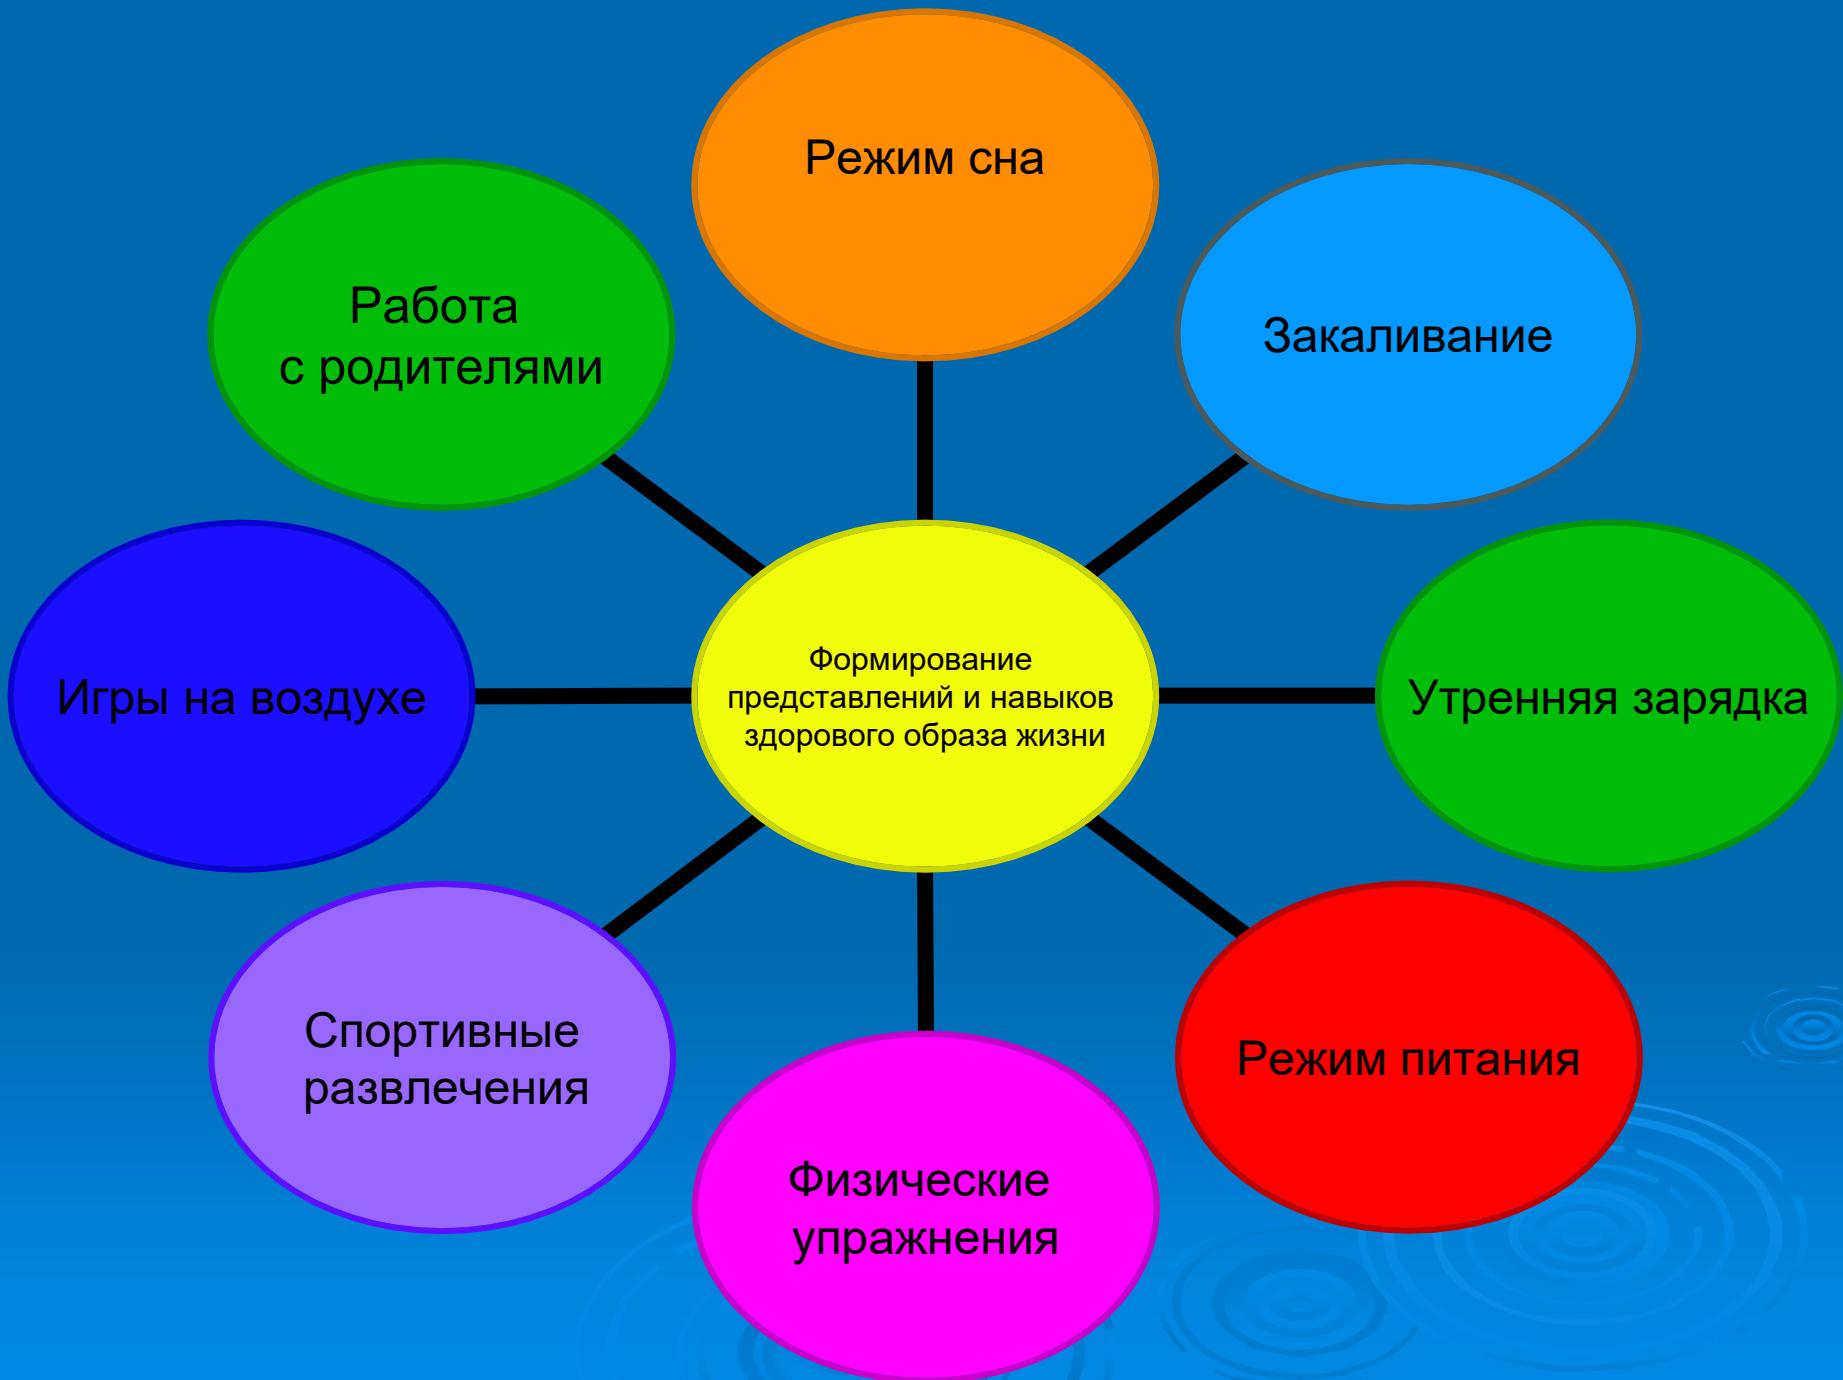 Режим сна
Работа
с родителями
Закаливание
Формирование
представлений и навыков
здорового образа жизни
Игры на воздухе
Утренняя зарядка
Спортивные
развлечения
Режим питания
Физические
упражнения